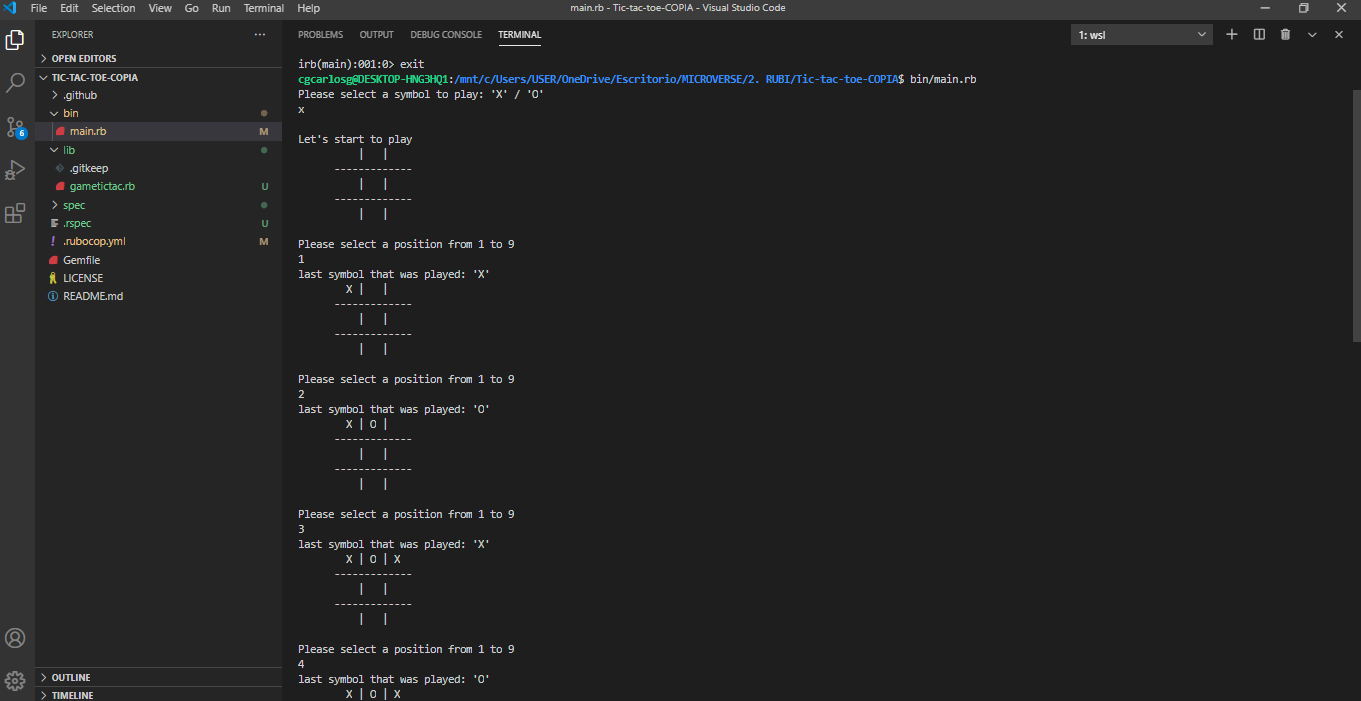 File Edit Selection View Go Run Terminal Help main.rb - Tic-tac-toe-COPIA - Visual Studio Code
EXPLORER ...
OPEN EDITORS
TIC-TAC-TOE-COPIA
.github
bin
main.rb M
lib
.gitkeep
gametictac.rb U
spec
.rspec U
.rubocop.yml M
Gemfile
LICENSE
README.md
6
OUTLINE
TIMELINE
PROBLEMS OUTPUT DEBUG CONSOLE TERMINAL 1: wsl
irb(main):001:0> exit
cgcarlosg@DESKTOP-HNG3HQ1:/mnt/c/Users/USER/OneDrive/Escritorio/MICROVERSE/2. RUBI/Tic-tac-toe-COPIA$ bin/main.rb
Please select a symbol to play: 'X' / 'O'
x
Let's start to play
| |
-------------
| |
-------------
| |
Please select a position from 1 to 9
1
last symbol that was played: 'X'
X | |
-------------
| |
-------------
| |
Please select a position from 1 to 9
2
last symbol that was played: 'O'
X | O |
-------------
| |
-------------
| |
Please select a position from 1 to 9
3
last symbol that was played: 'X'
X | O | X
-------------
| |
-------------
| |
Please select a position from 1 to 9
4
last symbol that was played: 'O'
X | O | X